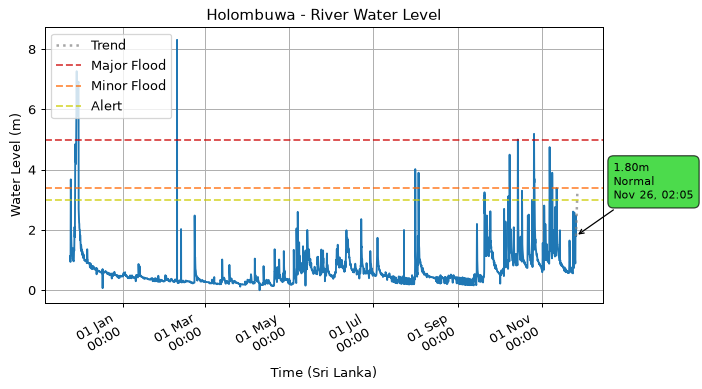 Holombuwa - River Water Level
Trend
Major Flood
Minor Flood
Alert
Water Level (m)
8
6
4
2
0
1.80m
Normal
Nov 26, 02:05
01 Jan
00:00
01 Mar
00:00
01 May
00:00
01 Jul
00:00
01 Sep
00:00
01 Nov
00:00
Time (Sri Lanka)